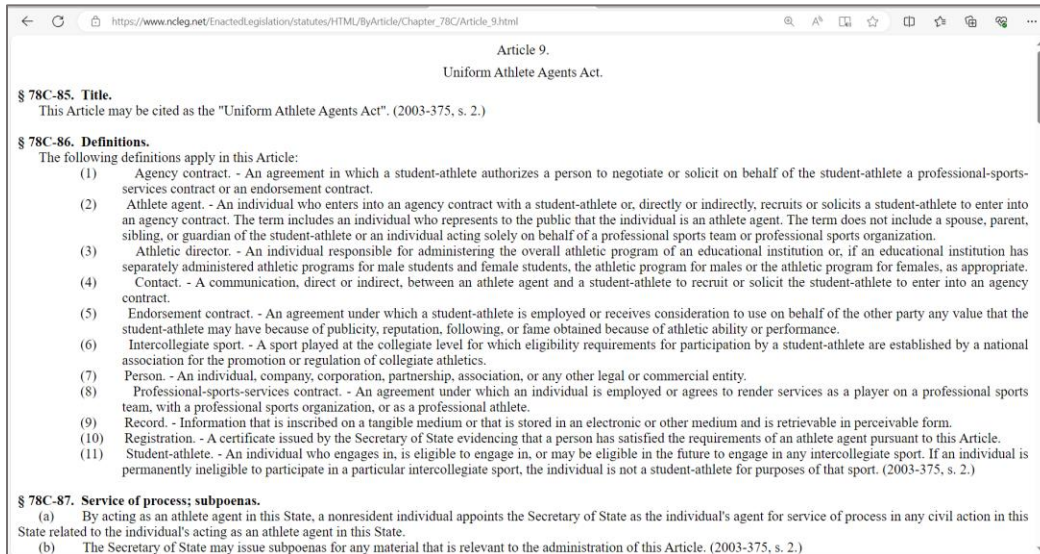 https://www.ncleg.net/EnactedLegislation/statutes/HTML/ByArticle/Chapter_78C/Article_9.html
Article 9.
Uniform Athlete Agents Act.
§ 78C-85. Title.
This Article may be cited as the "Uniform Athlete Agents Act". (2003-375, s. 2.)
§ 78C-86. Definitions.
The following definitions apply in this Article:
(1) Agency contract. - An agreement in which a student-athlete authorizes a person to negotiate or solicit on behalf of the student-athlete a professional-sports-
services contract or an endorsement contract.
(2) Athlete agent. - An individual who enters into an agency contract with a student-athlete or, directly or indirectly, recruits or solicits a student-athlete to enter into
an agency contract. The term includes an individual who represents to the public that the individual is an athlete agent. The term does not include a spouse, parent,
sibling, or guardian of the student-athlete or an individual acting solely on behalf of a professional sports team or professional sports organization.
(3) Athletic director. - An individual responsible for administering the overall athletic program of an educational institution or, if an educational institution has
separately administered athletic programs for male students and female students, the athletic program for males or the athletic program for females, as appropriate.
(4) Contact. - A communication, direct or indirect, between an athlete agent and a student-athlete to recruit or solicit the student-athlete to enter into an agency
contract.
(5) Endorsement contract. - An agreement under which a student-athlete is employed or receives consideration to use on behalf of the other party any value that the
student-athlete may have because of publicity, reputation, following, or fame obtained because of athletic ability or performance.
(6) Intercollegiate sport. - A sport played at the collegiate level for which eligibility requirements for participation by a student-athlete are established by a national
association for the promotion or regulation of collegiate athletics.
(7) Person. - An individual, company, corporation, partnership, association, or any other legal or commercial entity.
(8) Professional-sports-services contract. - An agreement under which an individual is employed or agrees to render services as a player on a professional sports
team, with a professional sports organization, or as a professional athlete.
(9) Record. - Information that is inscribed on a tangible medium or that is stored in an electronic or other medium and is retrievable in perceivable form.
(10) Registration. - A certificate issued by the Secretary of State evidencing that a person has satisfied the requirements of an athlete agent pursuant to this Article.
(11) Student-athlete. - An individual who engages in, is eligible to engage in, or may be eligible in the future to engage in any intercollegiate sport. If an individual is
permanently ineligible to participate in a particular intercollegiate sport, the individual is not a student-athlete for purposes of that sport. (2003-375, s. 2.)
§ 78C-87. Service of process; subpoenas.
(a) By acting as an athlete agent in this State, a nonresident individual appoints the Secretary of State as the individual's agent for service of process in any civil action in this
State related to the individual's acting as an athlete agent in this State.
(b) The Secretary of State may issue subpoenas for any material that is relevant to the administration of this Article. (2003-375, s. 2.)